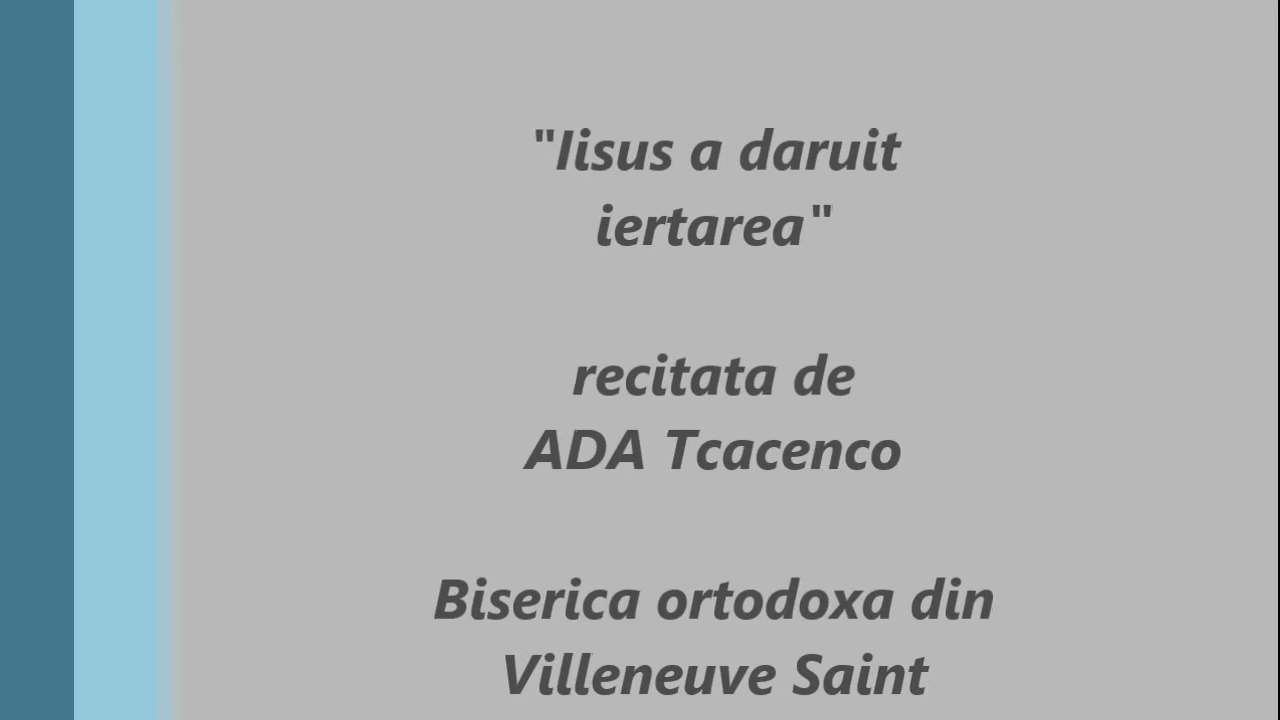 "Iisus a daruit
iertarea"
recitata de
ADA Tcacenco
Biserica ortodoxa din
Villeneuve Saint